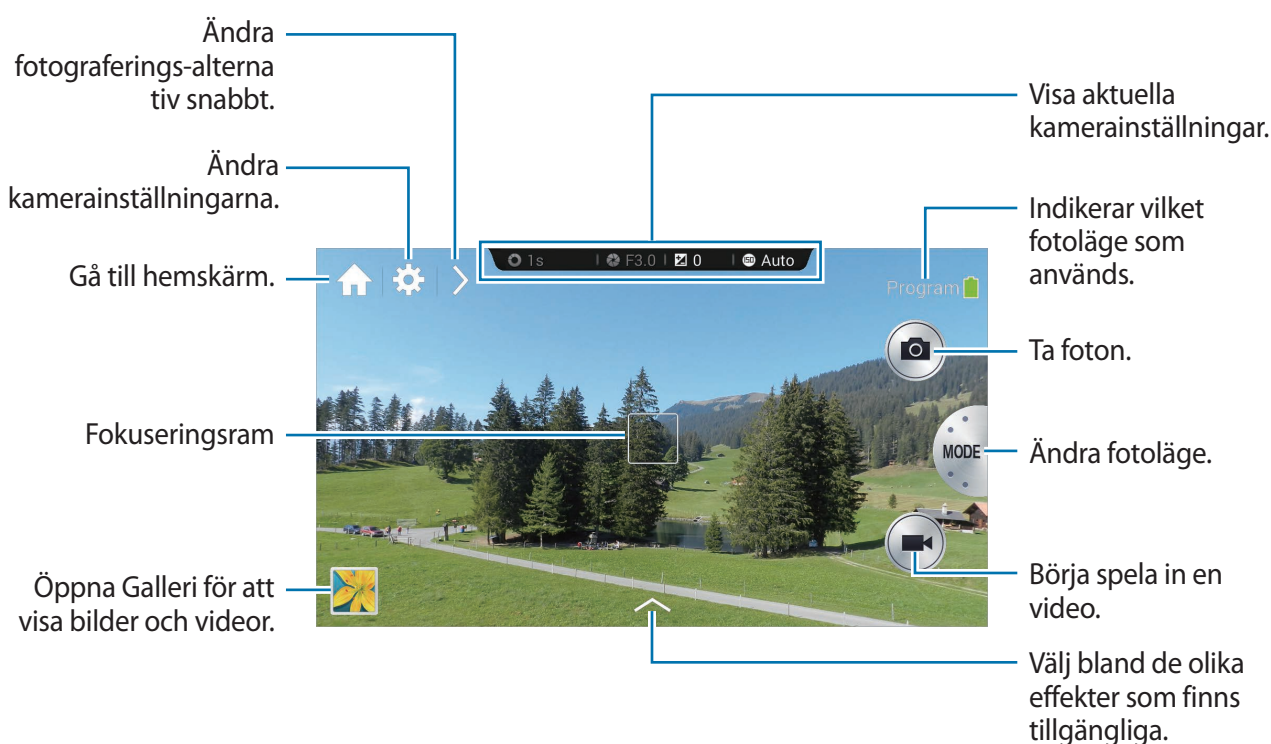 Ändra
fotograferings-alterna
tiv snabbt.
Ändra
kamerainställningarna.
Gå till hemskärm.
Fokuseringsram
Öppna Galleri för att
visa bilder och videor.
1s
F3.0
0
ISO
Auto
Program
MODE
Visa aktuella
kamerainställningar.
Indikerar vilket
fotoläge som
används.
Ta foton.
Ändra fotoläge.
Börja spela in en
video.
Välj bland de olika
effekter som finns
tillgängliga.